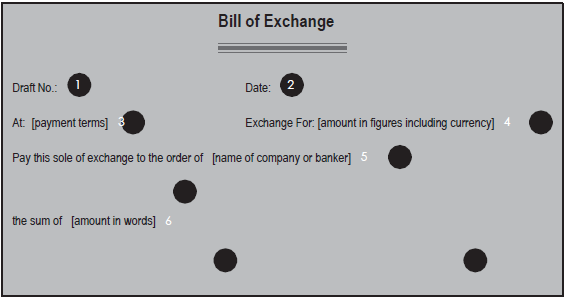 Bill of Exchange
Draft No.: 1 Date: 2
At: [payment terms] 3 Exchange For: [amount in figures including currency] 4
Pay this sole of exchange to the order of [name of company or banker] 5
the sum of [amount in words] 6